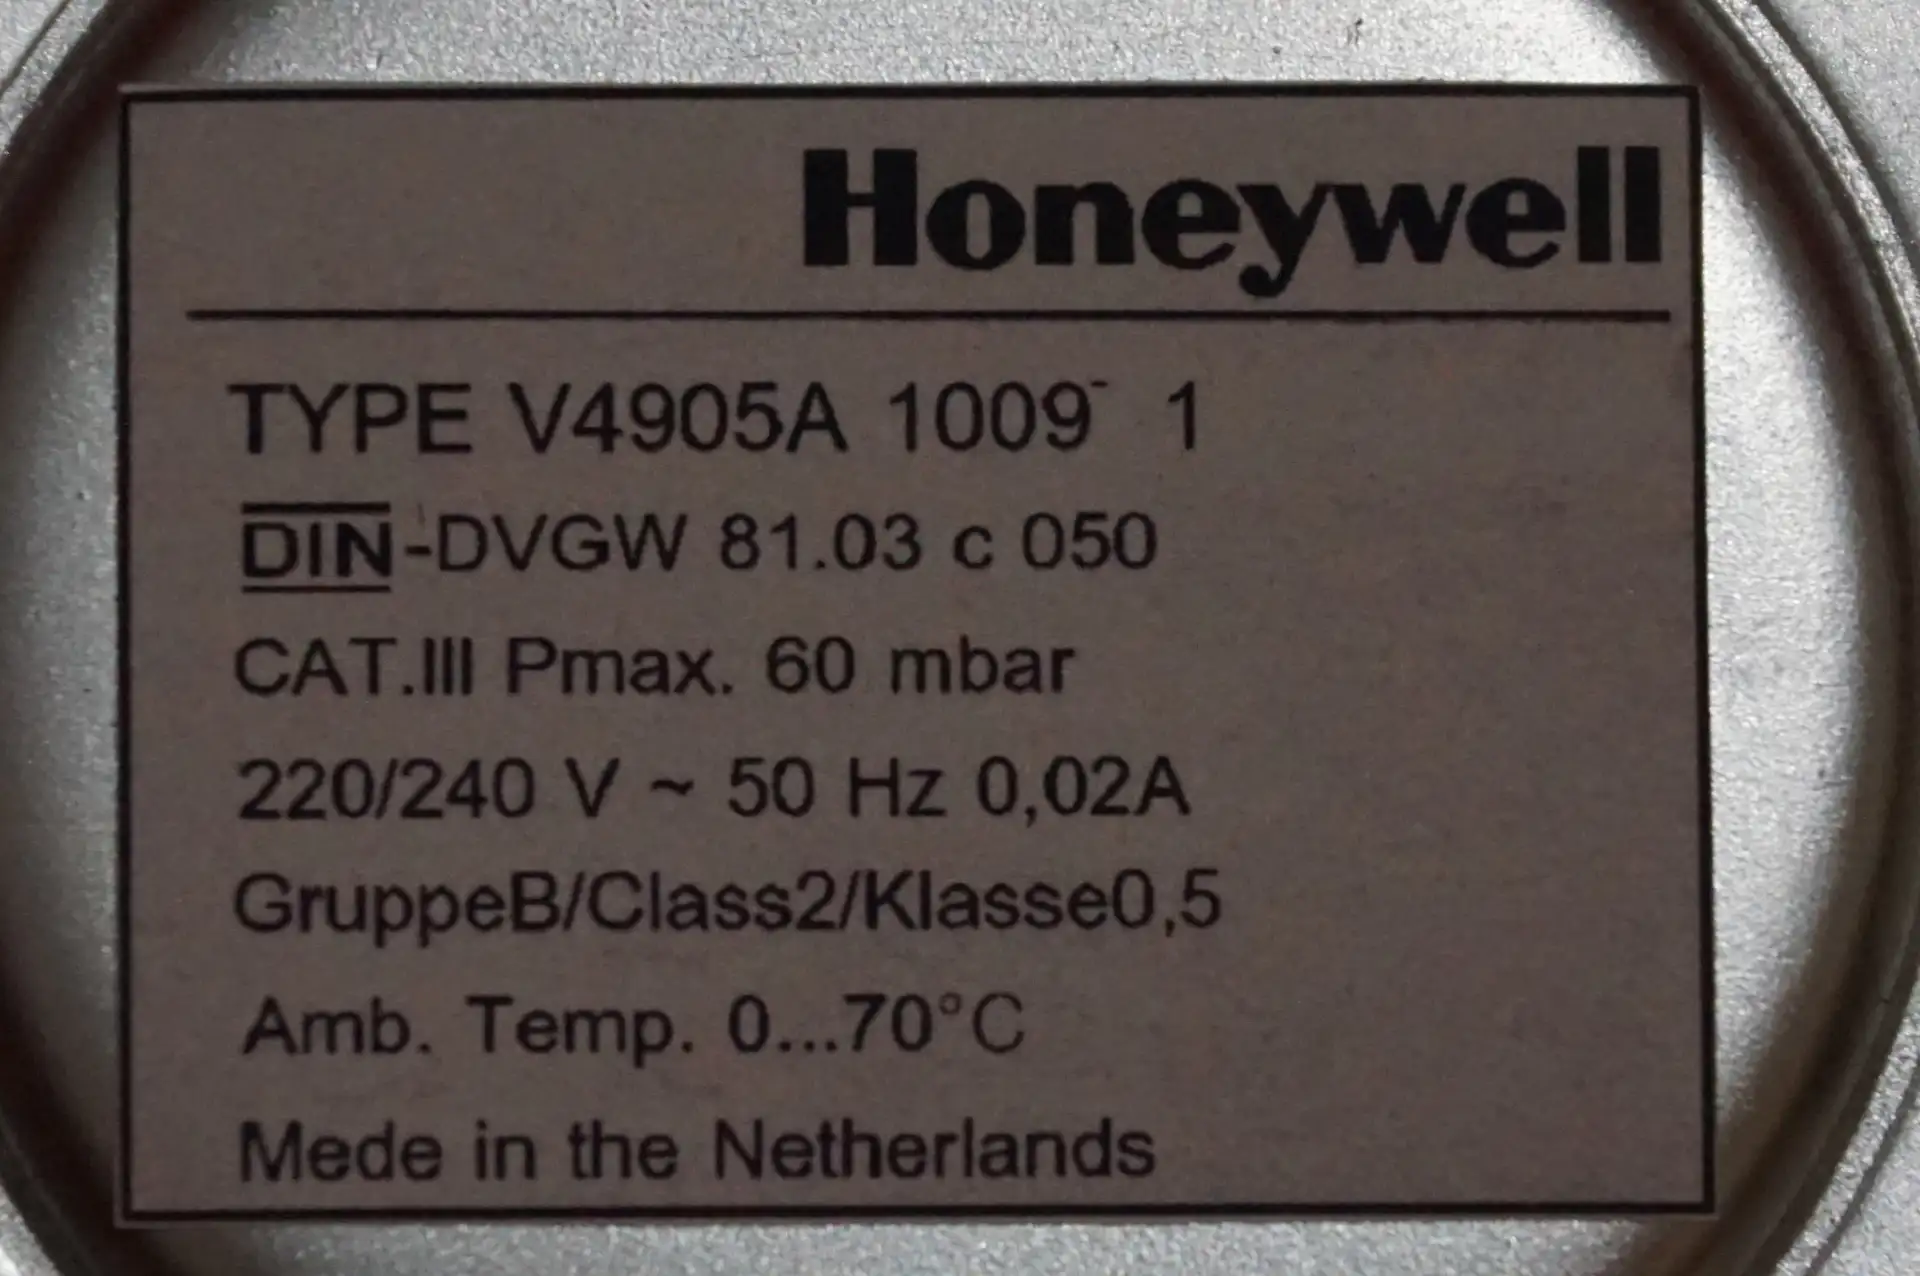 Honeywell
TYPE V4905A 1009- 1
DIN-DVGW 81.03 c 050
CAT.III Pmax. 60 mbar
220/240 V ~ 50 Hz 0,02A
GruppeB/Class2/Klasse0,5
Amb. Temp. 0...70°C
Mede in the Netherlands